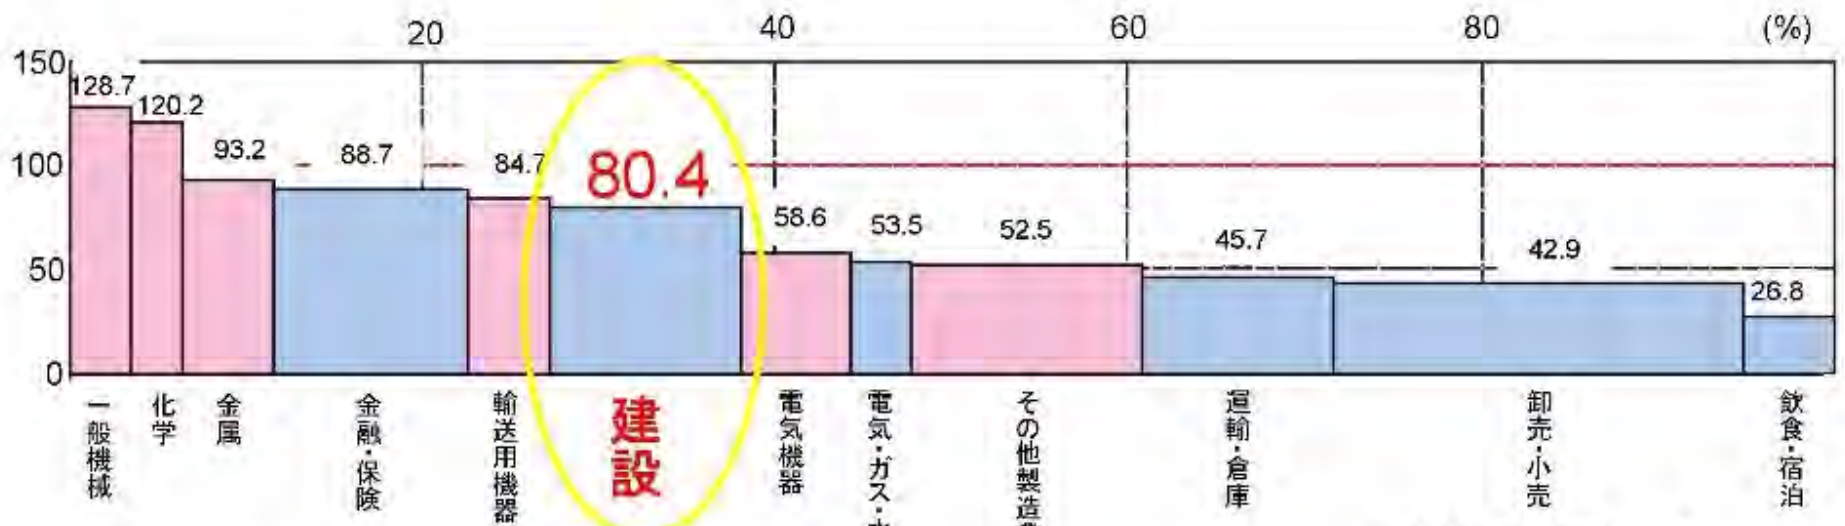 20
40
60
80
(%)
150
128.7
120.2
93.2
100
88.7
84.7
80.4
58.6
53.5
52.5
45.7
42.9
50
26.8
0
一般機械
化学
金属
金融・保険
輸送用機器
建設
電気機器
電気・ガス・水
その他製造
運輸・倉庫
卸売・小売
飲食・宿泊